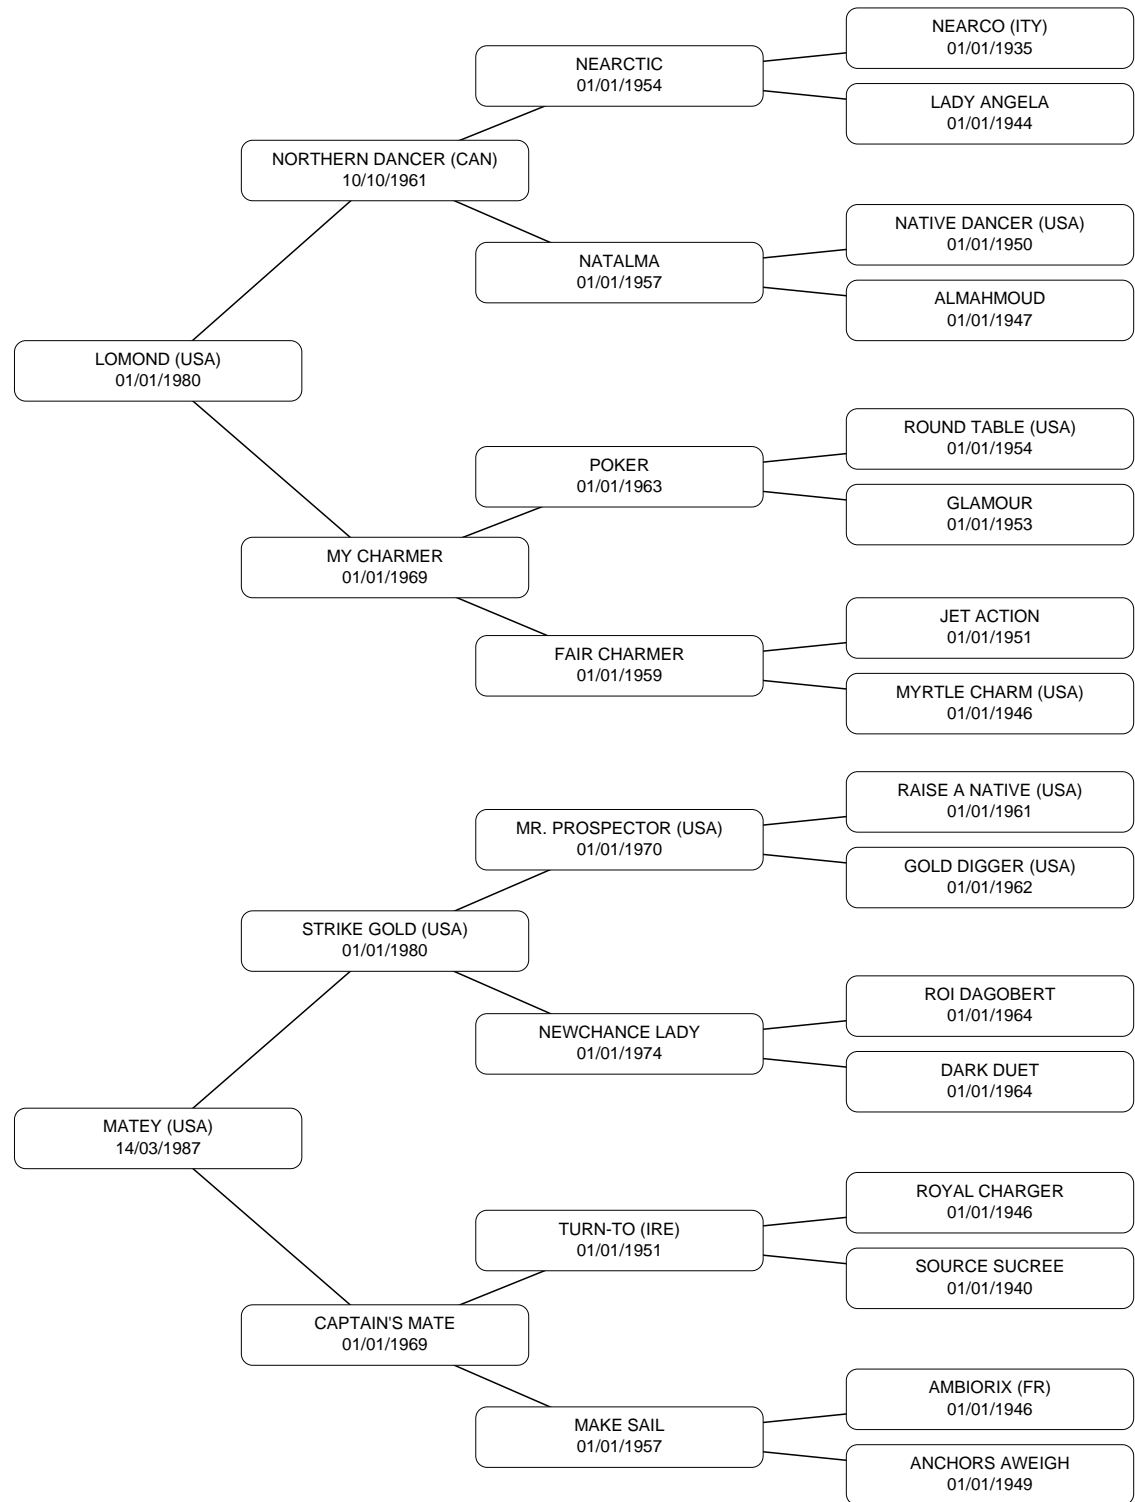 NEARCO (ITY)
01/01/1935
NEARCTIC
01/01/1954
LADY ANGELA
01/01/1944
NORTHERN DANCER (CAN)
10/10/1961
NATIVE DANCER (USA)
01/01/1950
NATALMA
01/01/1957
ALMAHMOUD
01/01/1947
LOMOND (USA)
01/01/1980
ROUND TABLE (USA)
01/01/1954
POKER
01/01/1963
GLAMOUR
01/01/1953
MY CHARMER
01/01/1969
JET ACTION
01/01/1951
FAIR CHARMER
01/01/1959
MYRTLE CHARM (USA)
01/01/1946
RAISE A NATIVE (USA)
01/01/1961
MR. PROSPECTOR (USA)
01/01/1970
GOLD DIGGER (USA)
01/01/1962
STRIKE GOLD (USA)
01/01/1980
ROI DAGOBERT
01/01/1964
NEWCHANCE LADY
01/01/1974
DARK DUET
01/01/1964
MATEY (USA)
14/03/1987
ROYAL CHARGER
01/01/1946
TURN-TO (IRE)
01/01/1951
SOURCE SUCREE
01/01/1940
CAPTAIN'S MATE
01/01/1969
AMBIORIX (FR)
01/01/1946
MAKE SAIL
01/01/1957
ANCHORS AWEIGH
01/01/1949